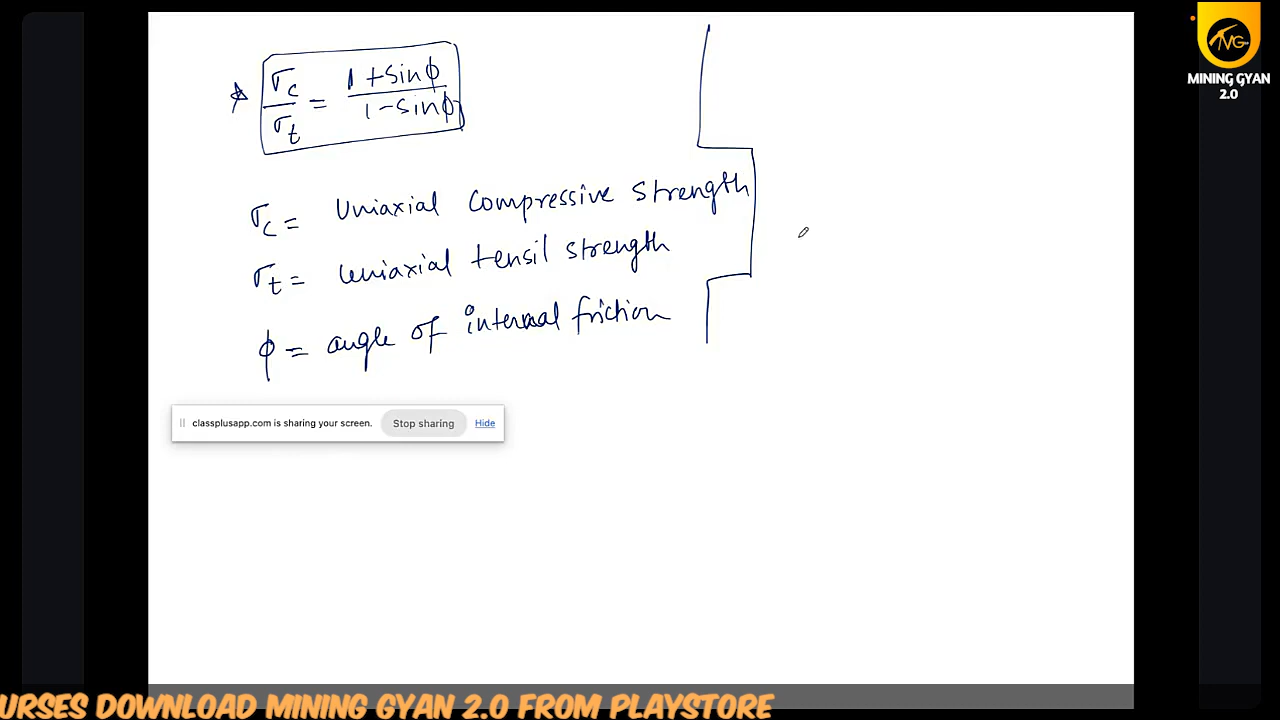 σc/σt = 1+sinϕ/1-sinϕ
σc = Uniaxial Compressive Strength
σt = Uniaxial tensil strength
ϕ = angle of internal friction
classplusapp.com is sharing your screen. Stop sharing Hide
MINING GYAN
2.0
URSES DOWNLOAD MINING GYAN 2.0 FROM PLAYSTORE